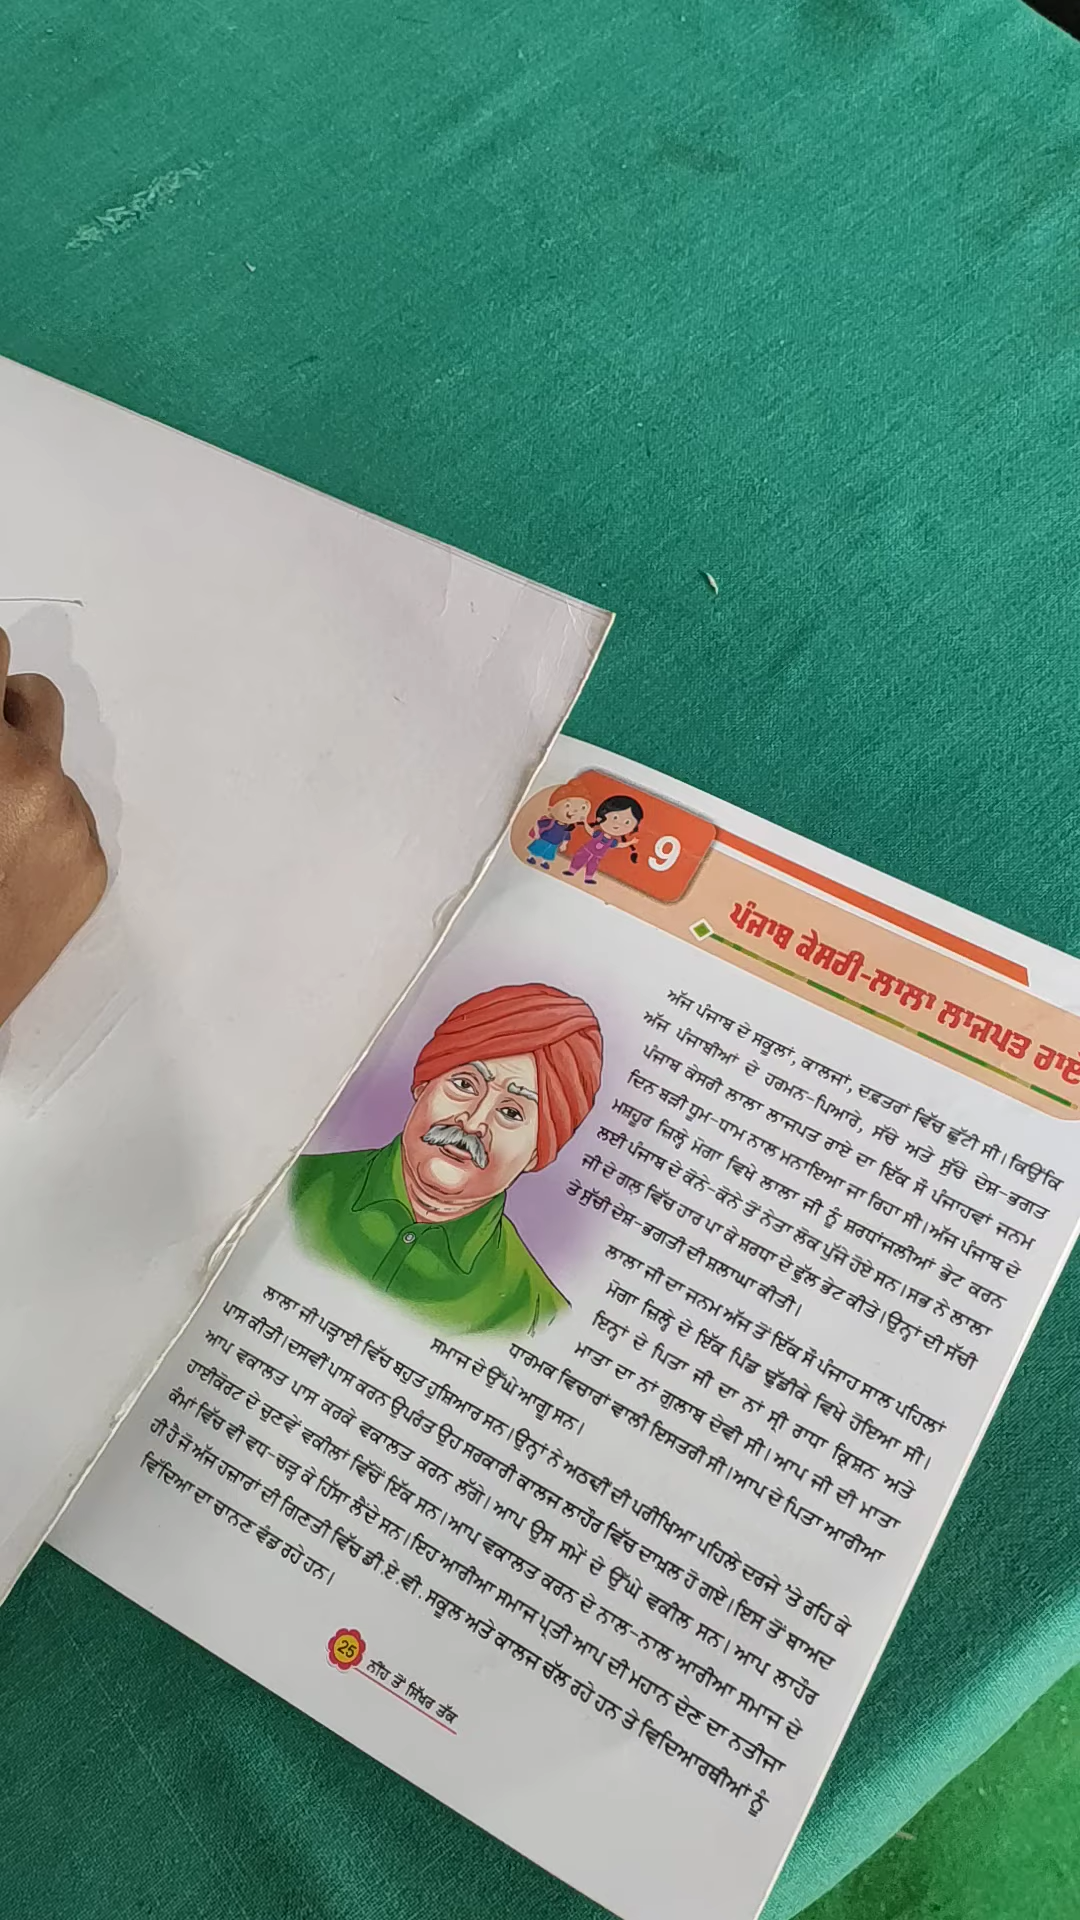 9
ਪੰਜਾਬ ਕੇਸਰੀ-ਲਾਲਾ ਲਾਜਪਤ ਰਾਏ
ਅੱਜ ਪੰਜਾਬ ਦੇ ਸਕੂਲਾਂ, ਕਾਲਜਾਂ, ਦਫ਼ਤਰਾਂ ਵਿੱਚ ਛੁੱਟੀ ਸੀ। ਕਿਉਂਕਿ
ਅੱਜ ਪੰਜਾਬੀਆਂ ਦੇ ਹਰਮਨ-ਪਿਆਰੇ, ਸੱਚੇ ਅਤੇ ਸੁੱਚੇ ਦੇਸ਼-ਭਗਤ
ਪੰਜਾਬ ਕੇਸਰੀ ਲਾਲਾ ਲਾਜਪਤ ਰਾਏ ਦਾ ਇੱਕ ਸੌ ਪੰਜਾਹਵਾਂ ਜਨਮ
ਦਿਨ ਬੜੀ ਧੂਮ-ਧਾਮ ਨਾਲ ਮਨਾਇਆ ਜਾ ਰਿਹਾ ਸੀ। ਅੱਜ ਪੰਜਾਬ ਦੇ
ਮਸ਼ਹੂਰ ਜ਼ਿਲ੍ਹੇ ਮੋਗਾ ਵਿਖੇ ਲਾਲਾ ਜੀ ਨੂੰ ਸ਼ਰਧਾਂਜਲੀਆਂ ਭੇਟ ਕਰਨ
ਲਈ ਪੰਜਾਬ ਦੇ ਕੋਨੇ-ਕੋਨੇ ਤੋਂ ਨੇਤਾ ਲੋਕ ਪੁੱਜੇ ਹੋਏ ਸਨ। ਸਭ ਨੇ ਲਾਲਾ
ਜੀ ਦੇ ਗਲ਼ ਵਿੱਚ ਹਾਰ ਪਾ ਕੇ ਸ਼ਰਧਾ ਦੇ ਫੁੱਲ ਭੇਟ ਕੀਤੇ। ਉਨ੍ਹਾਂ ਦੀ ਸੱਚੀ
ਤੇ ਸੁੱਚੀ ਦੇਸ਼-ਭਗਤੀ ਦੀ ਸ਼ਲਾਘਾ ਕੀਤੀ।
ਲਾਲਾ ਜੀ ਦਾ ਜਨਮ ਅੱਜ ਤੋਂ ਇੱਕ ਸੌ ਪੰਜਾਹ ਸਾਲ ਪਹਿਲਾਂ
ਮੋਗਾ ਜ਼ਿਲ੍ਹੇ ਦੇ ਇੱਕ ਪਿੰਡ ਢੁੱਡੀਕੇ ਵਿਖੇ ਹੋਇਆ ਸੀ।
ਇਨ੍ਹਾਂ ਦੇ ਪਿਤਾ ਜੀ ਦਾ ਨਾਂ ਸ੍ਰੀ ਰਾਧਾ ਕ੍ਰਿਸ਼ਨ ਅਤੇ
ਮਾਤਾ ਦਾ ਨਾਂ ਗੁਲਾਬ ਦੇਵੀ ਸੀ। ਆਪ ਜੀ ਦੀ ਮਾਤਾ
ਧਾਰਮਕ ਵਿਚਾਰਾਂ ਵਾਲੀ ਇਸਤਰੀ ਸੀ। ਆਪ ਦੇ ਪਿਤਾ ਆਰੀਆ
ਸਮਾਜ ਦੇ ਉੱਘੇ ਆਗੂ ਸਨ।
ਲਾਲਾ ਜੀ ਪੜ੍ਹਾਈ ਵਿੱਚ ਬਹੁਤ ਹੁਸ਼ਿਆਰ ਸਨ। ਉਨ੍ਹਾਂ ਨੇ ਅਠਵੀਂ ਦੀ ਪਰੀਖਿਆ ਪਹਿਲੇ ਦਰਜੇ 'ਤੇ ਰਹਿ ਕੇ
ਪਾਸ ਕੀਤੀ। ਦਸਵੀਂ ਪਾਸ ਕਰਨ ਉਪਰੰਤ ਉਹ ਸਰਕਾਰੀ ਕਾਲਜ ਲਾਹੌਰ ਵਿੱਚ ਦਾਖ਼ਲ ਹੋ ਗਏ। ਇਸ ਤੋਂ ਬਾਅਦ
ਆਪ ਵਕਾਲਤ ਪਾਸ ਕਰਕੇ ਵਕਾਲਤ ਕਰਨ ਲੱਗੇ। ਆਪ ਉਸ ਸਮੇਂ ਦੇ ਉੱਘੇ ਵਕੀਲ ਸਨ। ਆਪ ਲਾਹੌਰ
ਹਾਈਕੋਰਟ ਦੇ ਚੁਣਵੇਂ ਵਕੀਲਾਂ ਵਿੱਚੋਂ ਇਕ ਸਨ। ਆਪ ਵਕਾਲਤ ਕਰਨ ਦੇ ਨਾਲ-ਨਾਲ ਆਰੀਆ ਸਮਾਜ ਦੇ
ਕੰਮਾਂ ਵਿੱਚ ਵੀ ਵਧ-ਚੜ੍ਹ ਕੇ ਹਿੱਸਾ ਲੈਂਦੇ ਸਨ। ਇਹ ਆਰੀਆ ਸਮਾਜ ਪ੍ਰਤੀ ਆਪ ਦੀ ਮਹਾਨ ਦੇਣ ਦਾ ਨਤੀਜਾ
ਹੀ ਹੈ ਜੋ ਅੱਜ ਹਜ਼ਾਰਾਂ ਦੀ ਗਿਣਤੀ ਵਿੱਚ ਡੀ.ਏ.ਵੀ. ਸਕੂਲ ਅਤੇ ਕਾਲਜ ਚੱਲ ਰਹੇ ਹਨ ਤੇ ਵਿਦਿਆਰਥੀਆਂ ਨੂੰ
ਵਿੱਦਿਆ ਦਾ ਚਾਨਣ ਵੰਡ ਰਹੇ ਹਨ।
25
ਨੀਂਹ ਤੋਂ ਸਿੱਖਰ ਤੱਕ